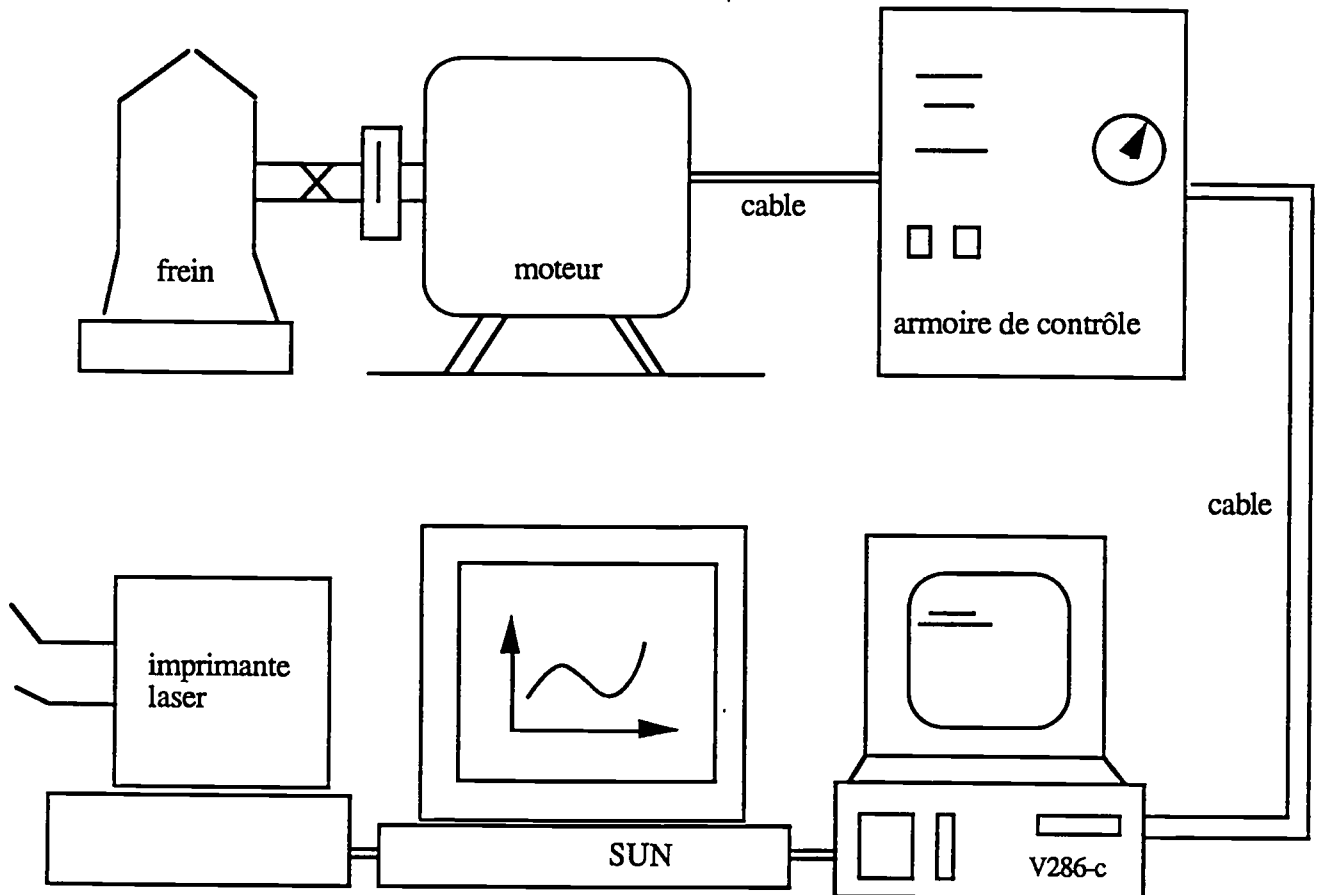 cable
frein
moteur
armoire de contrôle
cable
imprimante
laser
SUN
V286-c